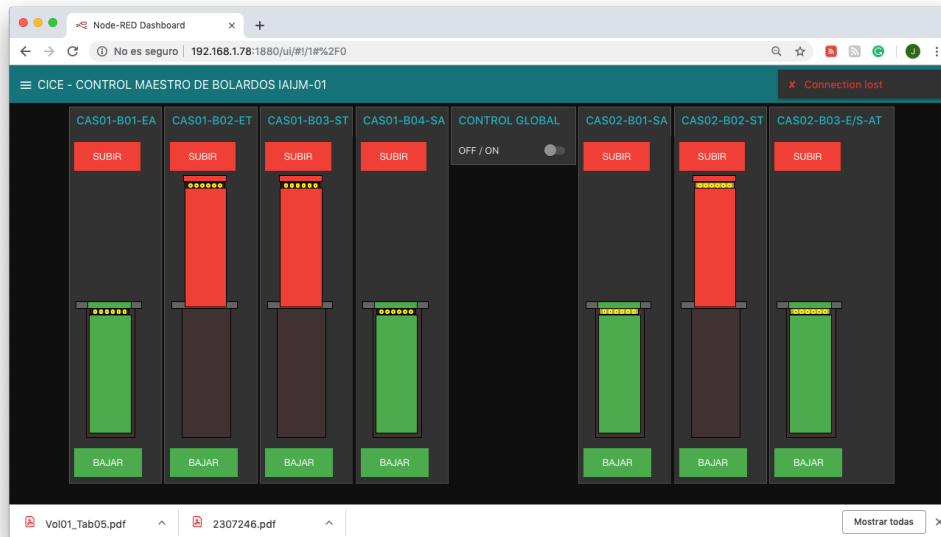 Node-RED Dashboard
No es seguro | 192.168.1.78:1880/ui/#!/1#%2F0
J
CICE - CONTROL MAESTRO DE BOLARDOS IAIJM-01
✘ Connection lost
CAS01-B01-EA
CAS01-B02-ET
CAS01-B03-ST
CAS01-B04-SA
CONTROL GLOBAL
CAS02-B01-SA
CAS02-B02-ST
CAS02-B03-E/S-AT
SUBIR
SUBIR
SUBIR
SUBIR
OFF / ON
SUBIR
SUBIR
SUBIR
BAJAR
BAJAR
BAJAR
BAJAR
BAJAR
BAJAR
BAJAR
Vol01_Tab05.pdf
2307246.pdf
Mostrar todas